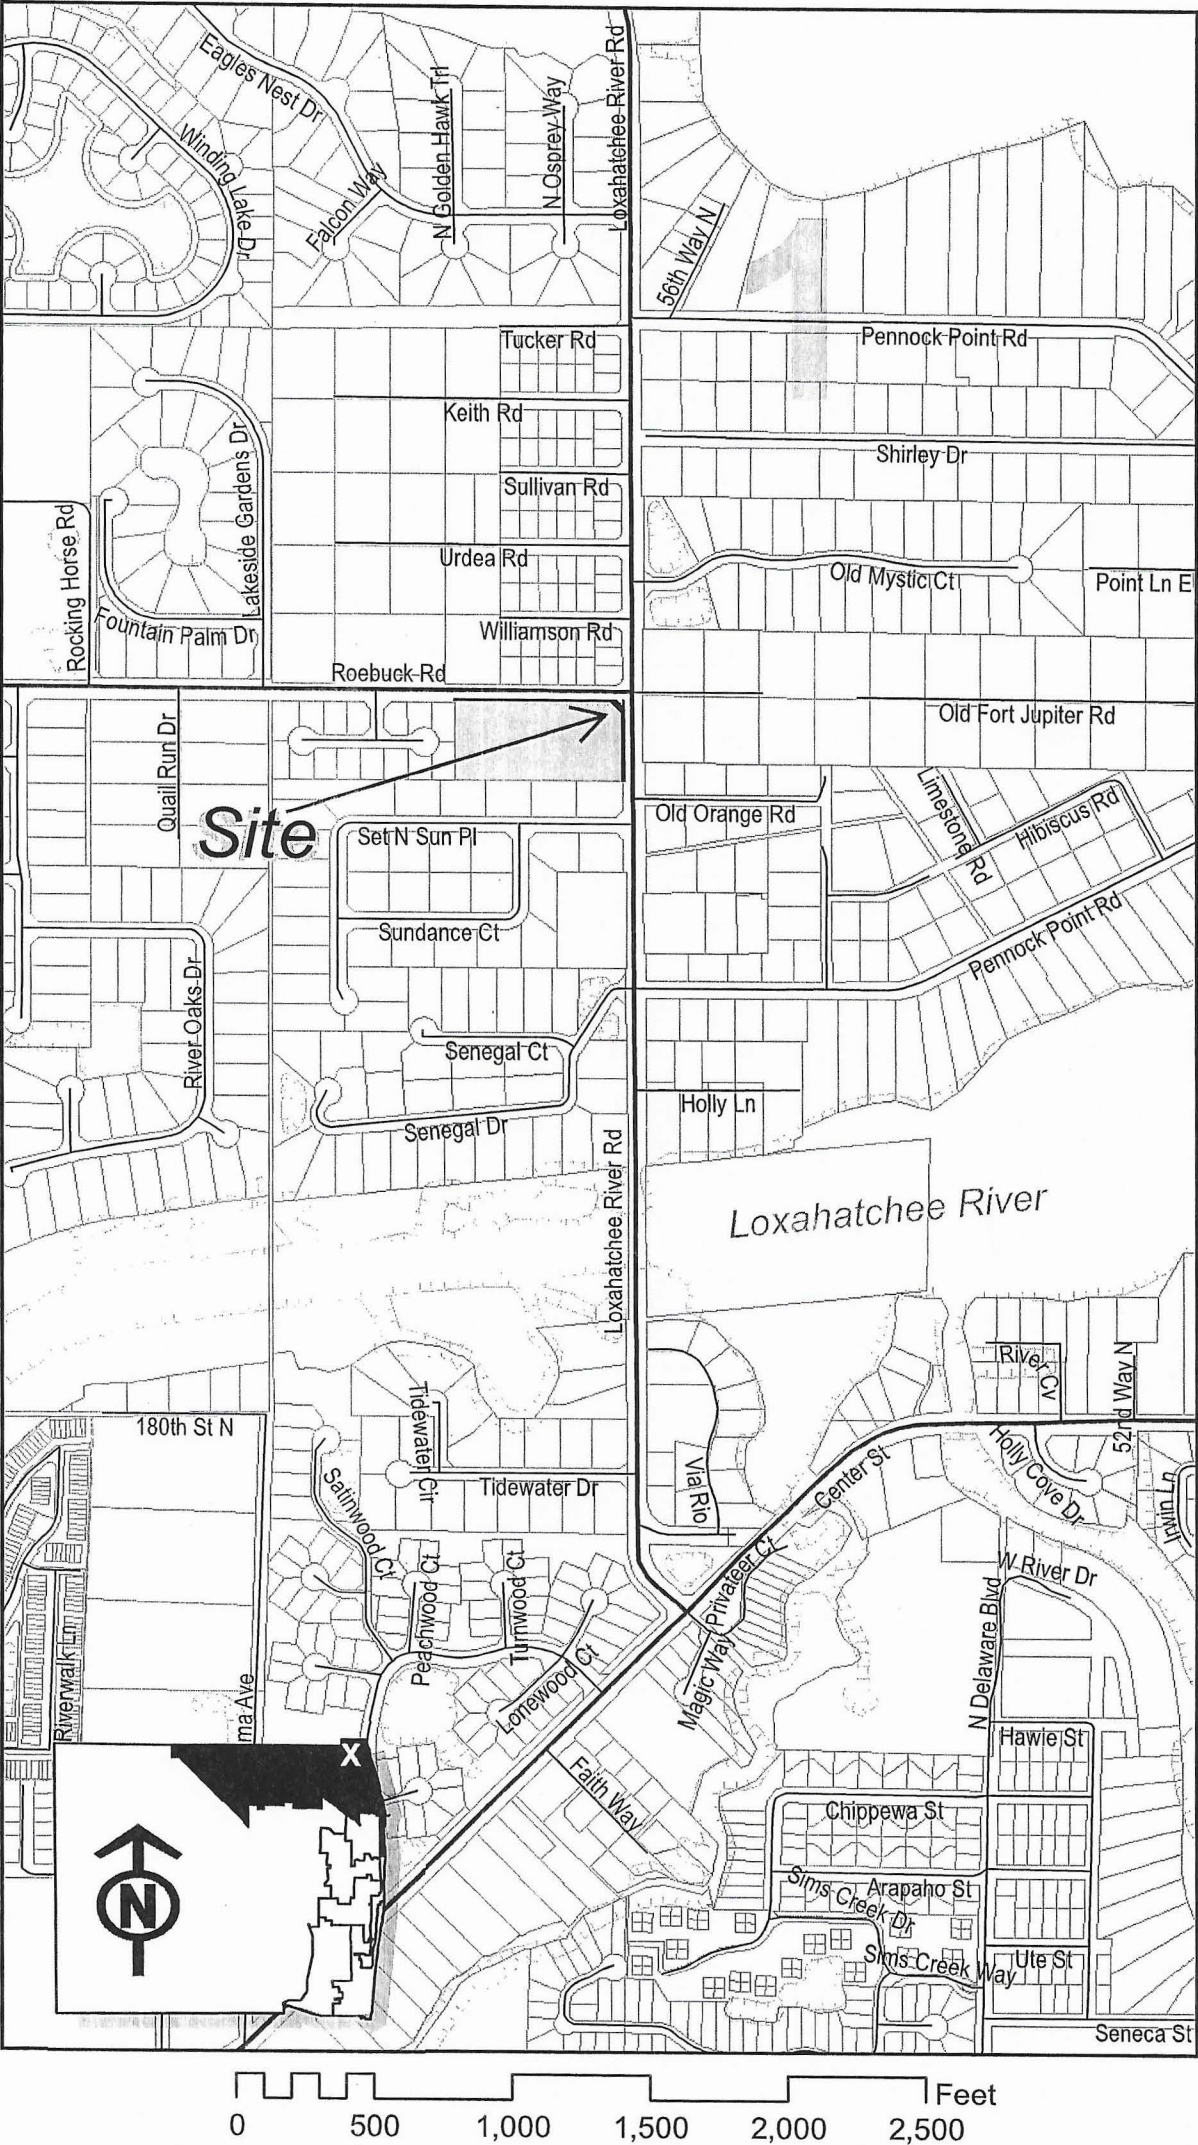 Eagles Nest Dr
Winding Lake Dr
Falcon Way
N Golden Hawk Trl
N Osprey Way
Loxahatchee River Rd
56th Way N
1
Pennock Point Rd
Tucker Rd
Keith Rd
Shirley Dr
Lakeside Gardens Dr
Sullivan Rd
Rocking Horse Rd
Urdea Rd
Old Mystic Ct
Point Ln E
Fountain Palm Dr
Williamson Rd
Roebuck Rd
Old Fort Jupiter Rd
Quail Run Dr
Site
Set N Sun Pl
Old Orange Rd
Limestone Rd
Hibiscus Rd
Sundance Ct
Pennock Point Rd
River Oaks Dr
Senegal Ct
Holly Ln
Senegal Dr
Loxahatchee River Rd
Loxahatchee River
River Cv
52nd Way N
180th St N
Tidewater Cir
Tidewater Dr
Via Rio
Center St
Holly Cove Dr
Irwin Ln
Satinwood Ct
Peachwood Ct
Turnwood Ct
Privateer Ct
W River Dr
Riverwalk Ln
ma Ave
Lonewood Ct
Magic Way
N Delaware Blvd
Hawie St
X
Faith Way
Chippewa St
N
Arapaho St
Sims Creek Dr
Sims Creek Way
Ute St
Seneca St
Feet
0 500 1,000 1,500 2,000 2,500